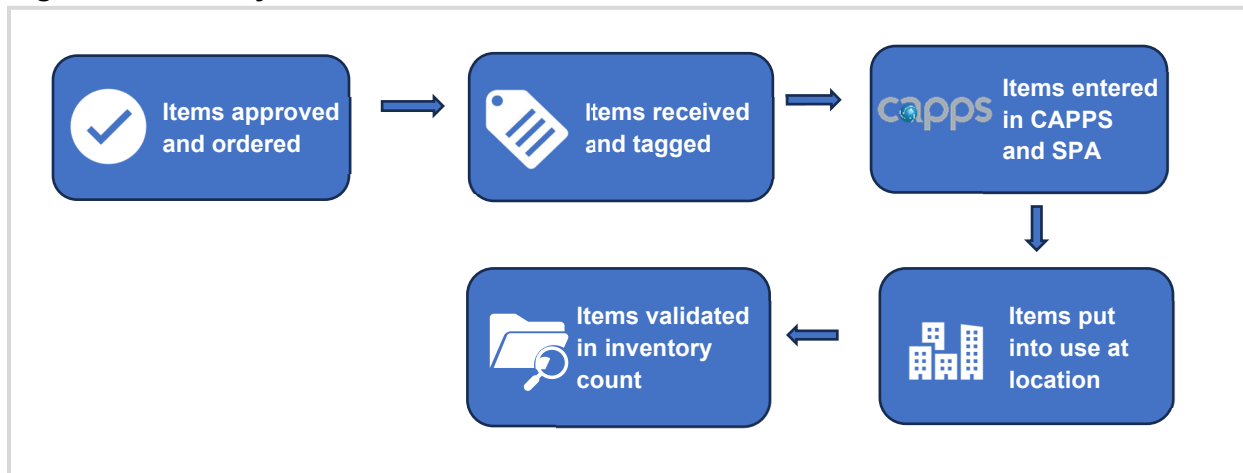 Items approved
and ordered
Items received
and tagged
capps
Items entered
in CAPPS
and SPA
Items put
into use at
location
Items validated
in inventory
count